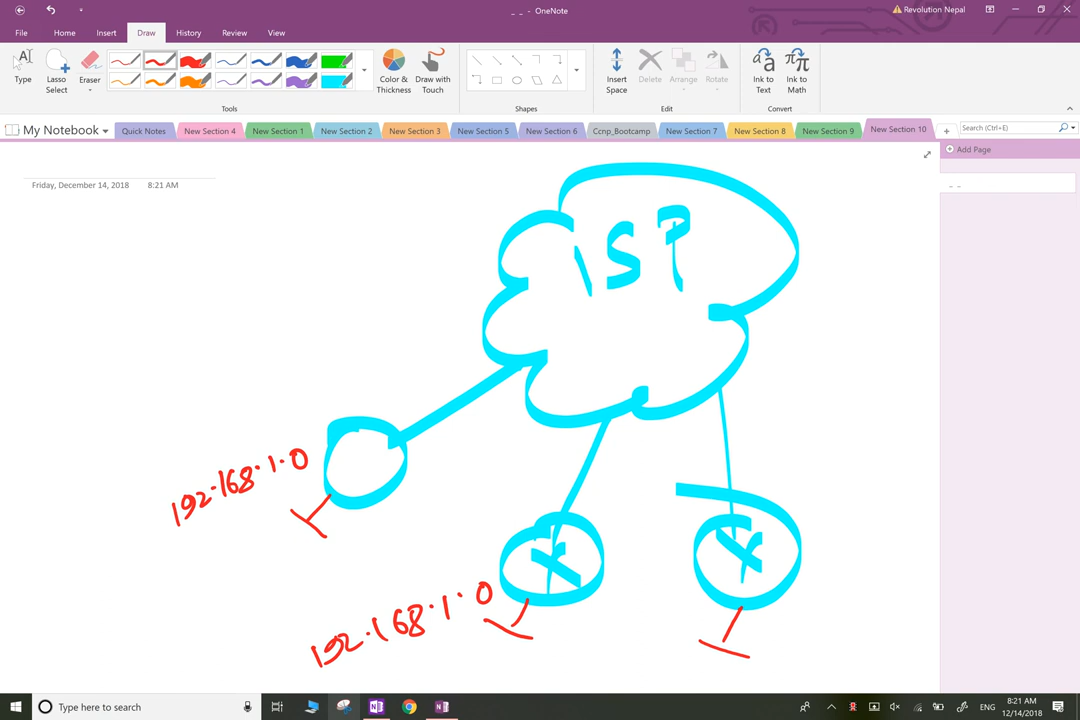 _ _ - OneNote
Revolution Nepal
File Home Insert Draw History Review View
Type
Lasso Select
Eraser
Color & Thickness
Draw with Touch
Insert Space
Delete
Arrange
Rotate
Ink to Text
Ink to Math
Tools
Shapes
Edit
Convert
My Notebook
Quick Notes New Section 4 New Section 1 New Section 2 New Section 3 New Section 5 New Section 6 Ccnp_Bootcamp New Section 7 New Section 8 New Section 9 New Section 10
Search (Ctrl+E)
Add Page
_ _
Friday, December 14, 2018 8:21 AM
ISP
192.168.1.0
192.168.1.0
Type here to search
ENG
8:21 AM
12/14/2018